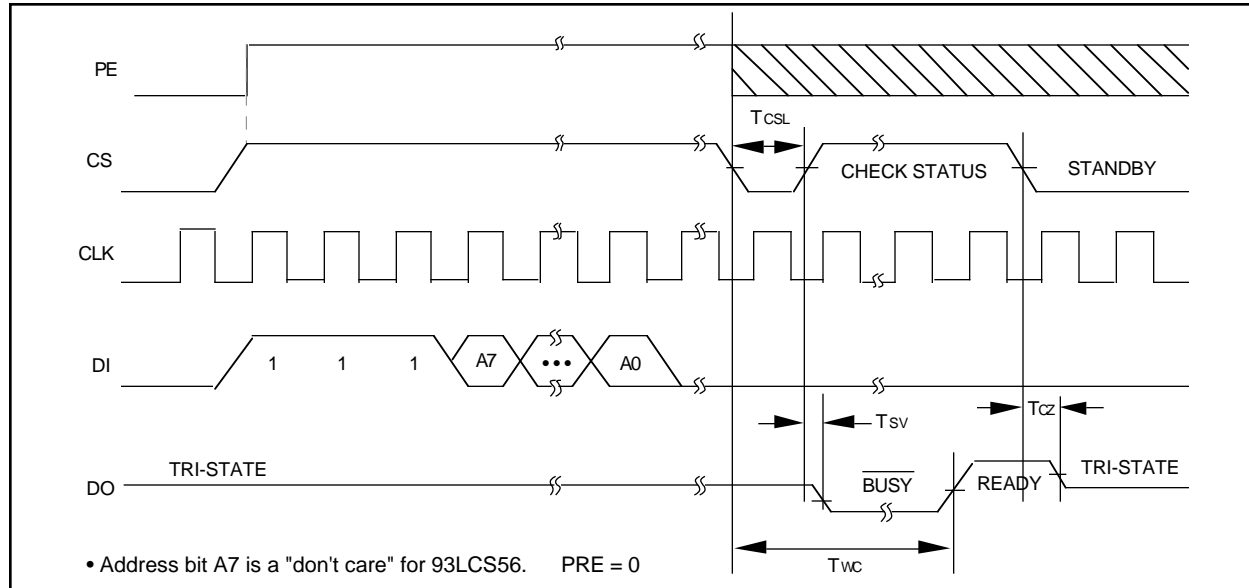 PE
TCSL
CS
CHECK STATUS
STANDBY
CLK
DI
1 1 1 A7 ••• A0
TSV
TCZ
TRI-STATE
DO
BUSY
READY
TRI-STATE
TWC
• Address bit A7 is a "don't care" for 93LCS56. PRE = 0